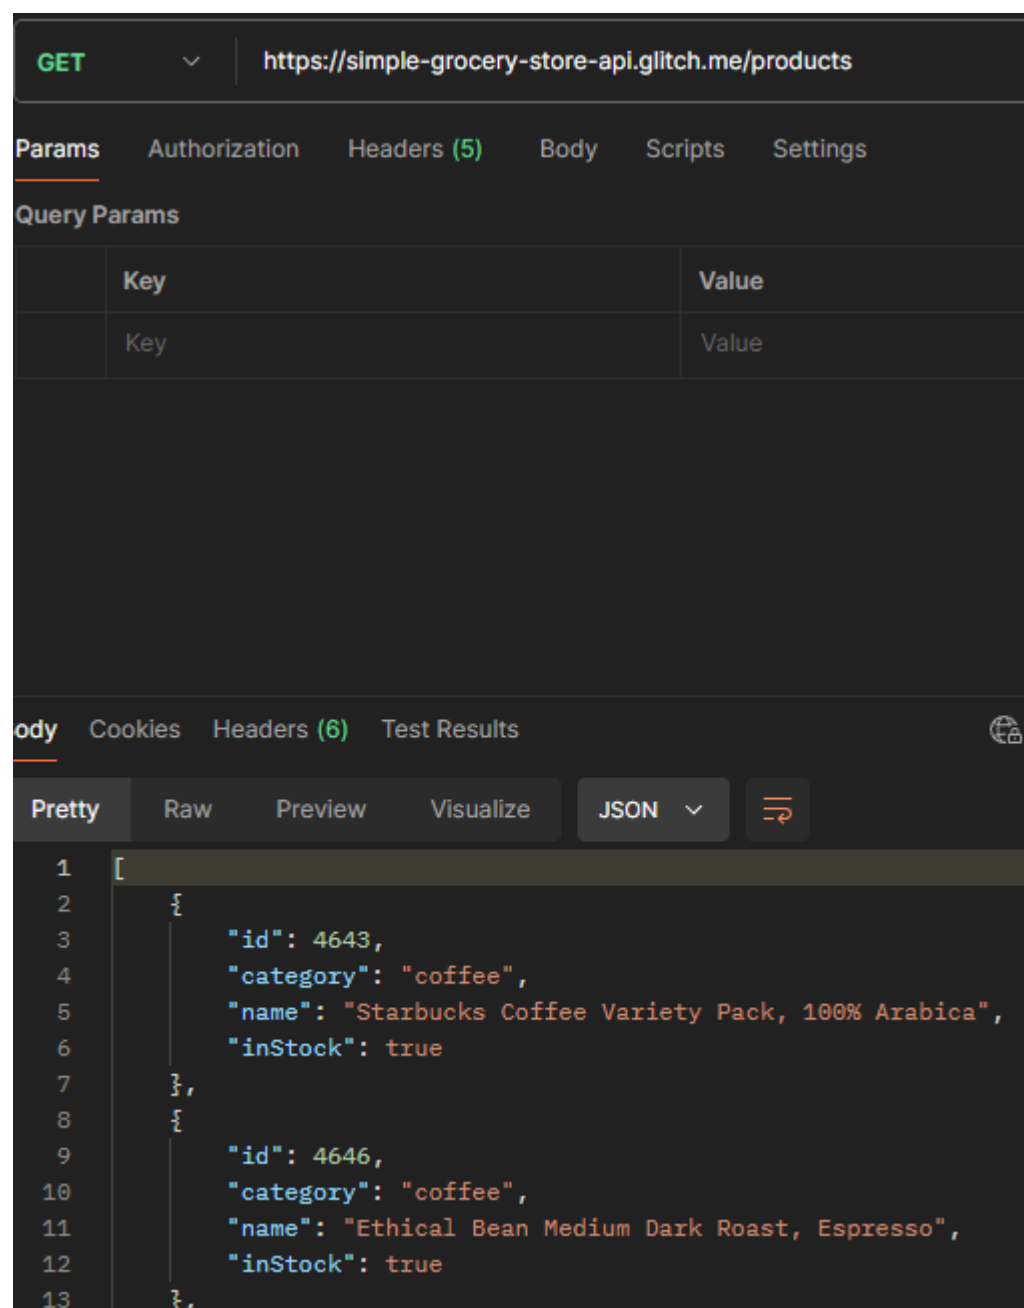 GET https://simple-grocery-store-api.glitch.me/products
Params Authorization Headers (5) Body Scripts Settings
Query Params
Key Value
Key Value
ody Cookies Headers (6) Test Results
Pretty Raw Preview Visualize JSON
1 [
2 {
3 "id": 4643,
4 "category": "coffee",
5 "name": "Starbucks Coffee Variety Pack, 100% Arabica",
6 "inStock": true
7 },
8 {
9 "id": 4646,
10 "category": "coffee",
11 "name": "Ethical Bean Medium Dark Roast, Espresso",
12 "inStock": true
13 },